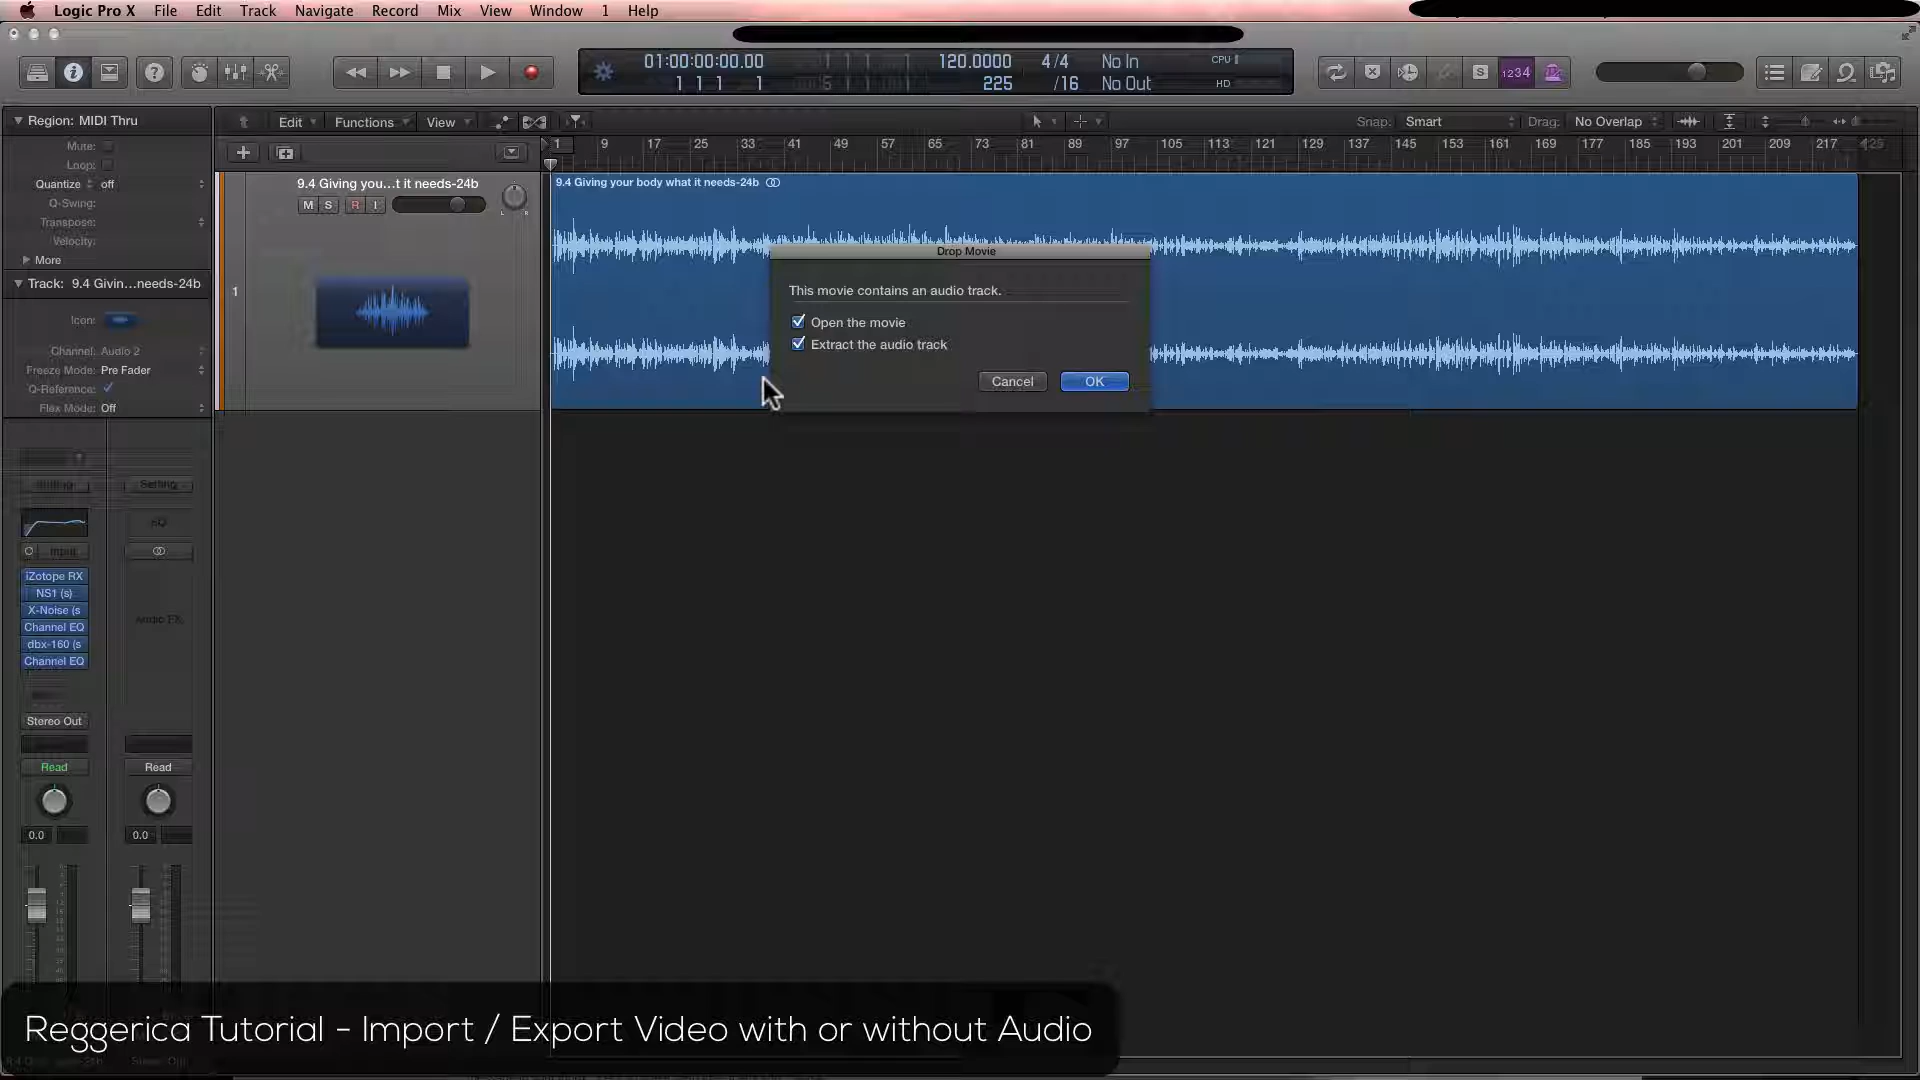 Logic Pro X File Edit Track Navigate Record Mix View Window 1 Help
01:00:00:00.00 120.0000 4/4 No In CPU
1 1 1 1 225 /16 No Out HD
1234
Region: MIDI Thru
Edit Functions View Snap: Smart Drag: No Overlap
1 9 17 25 33 41 49 57 65 73 81 89 97 105 113 121 129 137 145 153 161 169 177 185 193 201 209 217
Mute:
Loop:
Quantize off
Q-Swing:
Transpose:
Velocity:
More
Track: 9.4 Givin...needs-24b
Icon:
Channel: Audio 2
Freeze Mode: Pre Fader
Q-Reference:
Flex Mode: Off
9.4 Giving you...t it needs-24b
M S R I
L R
1
9.4 Giving your body what it needs-24b
Drop Movie
This movie contains an audio track.
Open the movie
Extract the audio track
Cancel OK
Setting
EQ
Input
iZotope RX
NS1 (s)
X-Noise (s
Channel EQ
dbx-160 (s
Channel EQ
Audio FX
Stereo Out
Read Read
0.0 0.0
Reggerica Tutorial - Import / Export Video with or without Audio